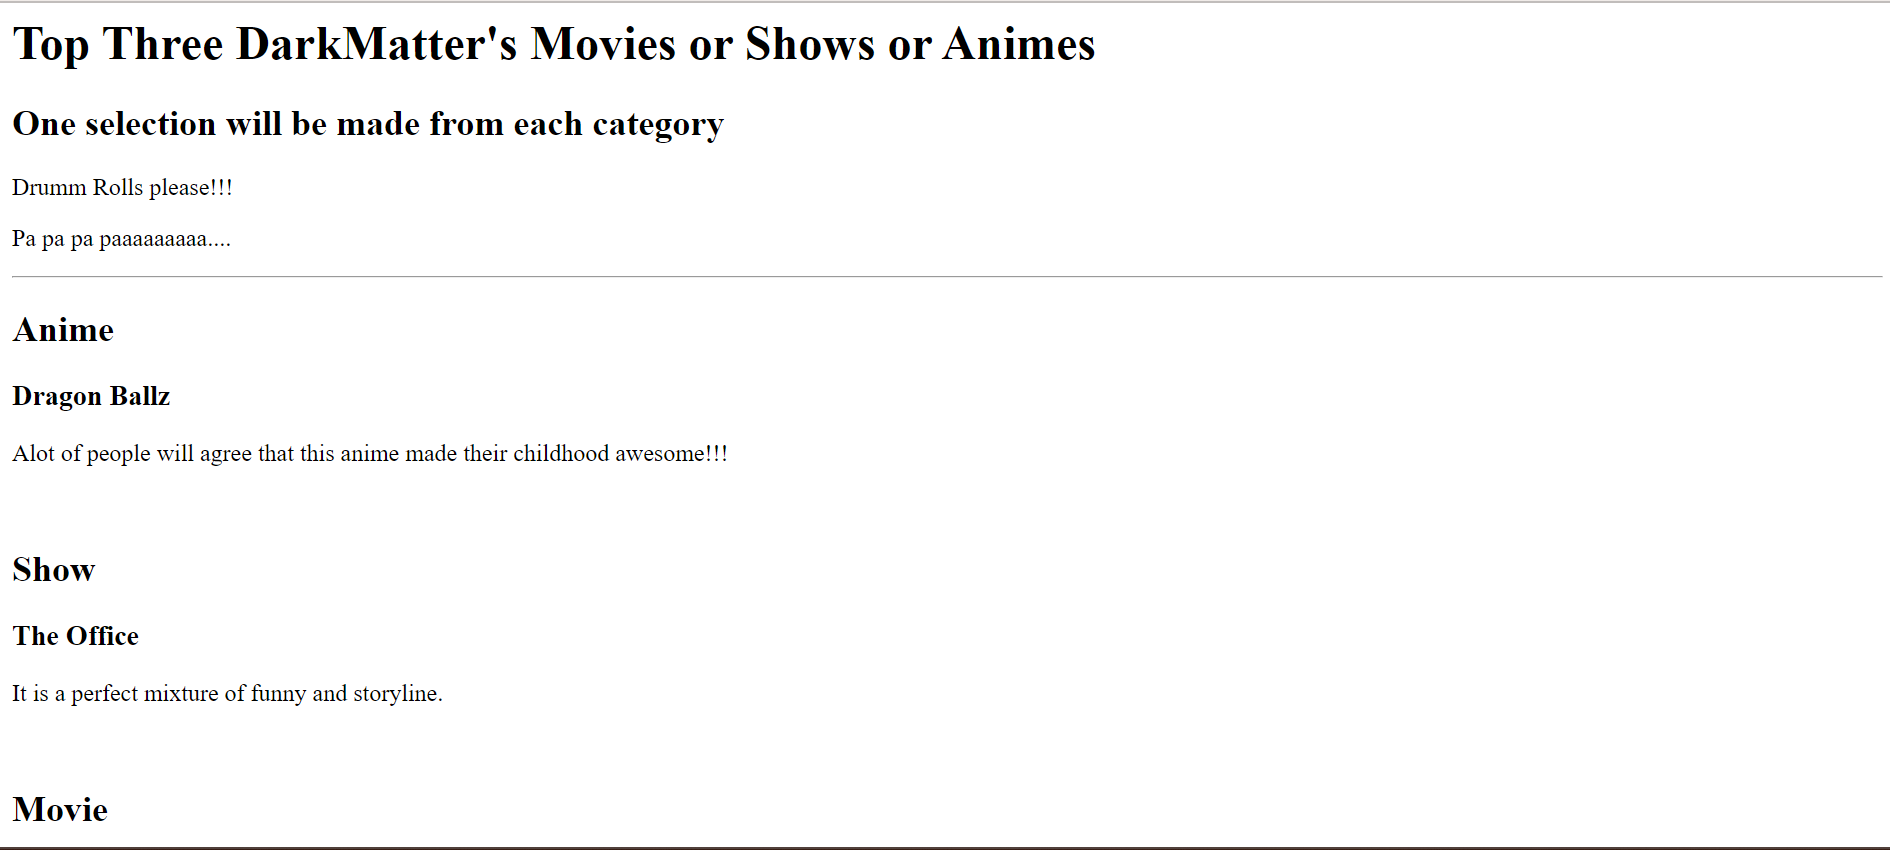 Top Three DarkMatter's Movies or Shows or Animes
One selection will be made from each category
Drumm Rolls please!!!
Pa pa pa paaaaaaaaa....
Anime
Dragon Ballz
Alot of people will agree that this anime made their childhood awesome!!!
Show
The Office
It is a perfect mixture of funny and storyline.
Movie